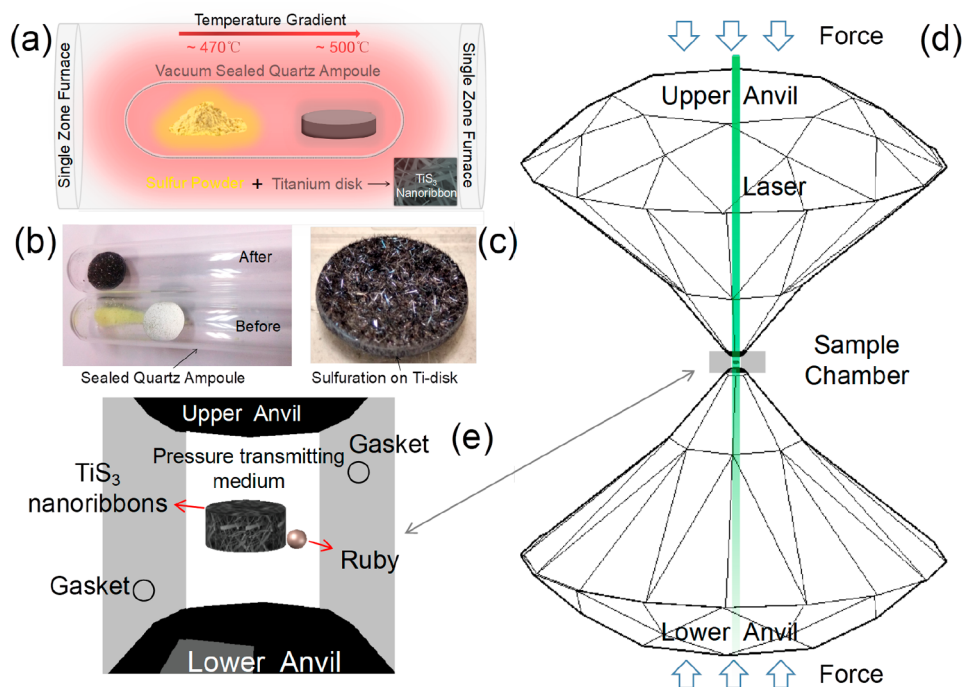 (a)
Temperature Gradient
~ 470℃
~ 500℃
Vacuum Sealed Quartz Ampoule
Single Zone Furnace
Single Zone Furnace
Sulfur Powder + Titanium disk
TiS₃
Nanoribbon
(b)
After
Before
Sealed Quartz Ampoule
(c)
Sulfuration on Ti-disk
(d)
Force
Upper Anvil
Laser
Sample
Chamber
Lower Anvil
Force
(e)
Upper Anvil
Gasket
Pressure transmitting
medium
TiS₃
nanoribbons
Ruby
Gasket
Lower Anvil